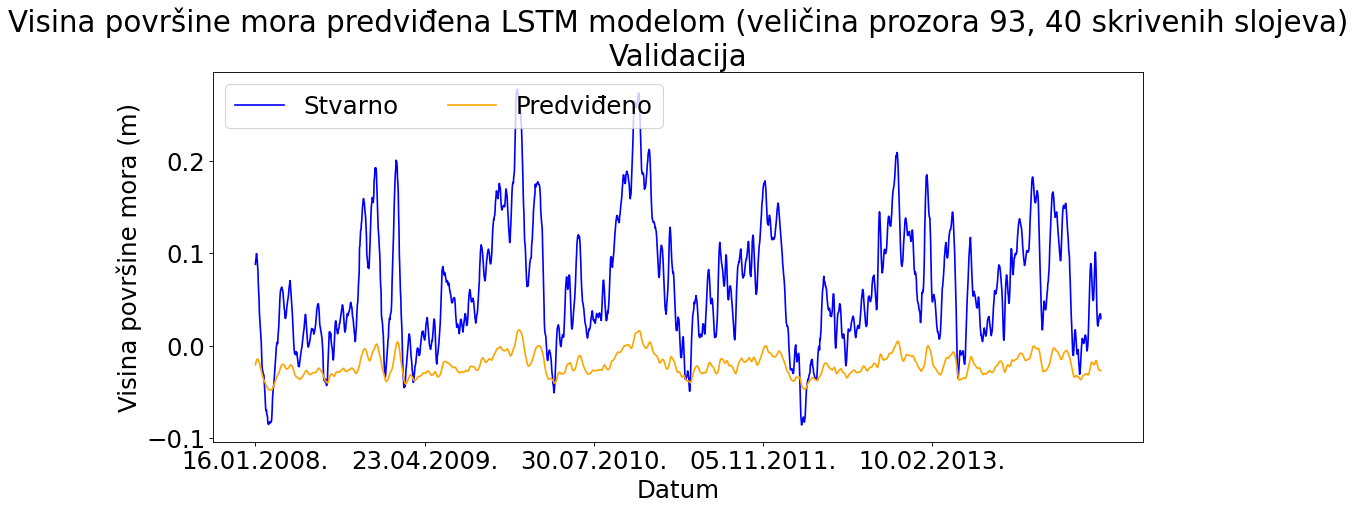 Visina površine mora predviđena LSTM modelom (veličina prozora 93, 40 skrivenih slojeva)
Validacija
Stvarno Predviđeno
Visina površine mora (m)
0.2
0.1
0.0
−0.1
16.01.2008. 23.04.2009. 30.07.2010. 05.11.2011. 10.02.2013.
Datum